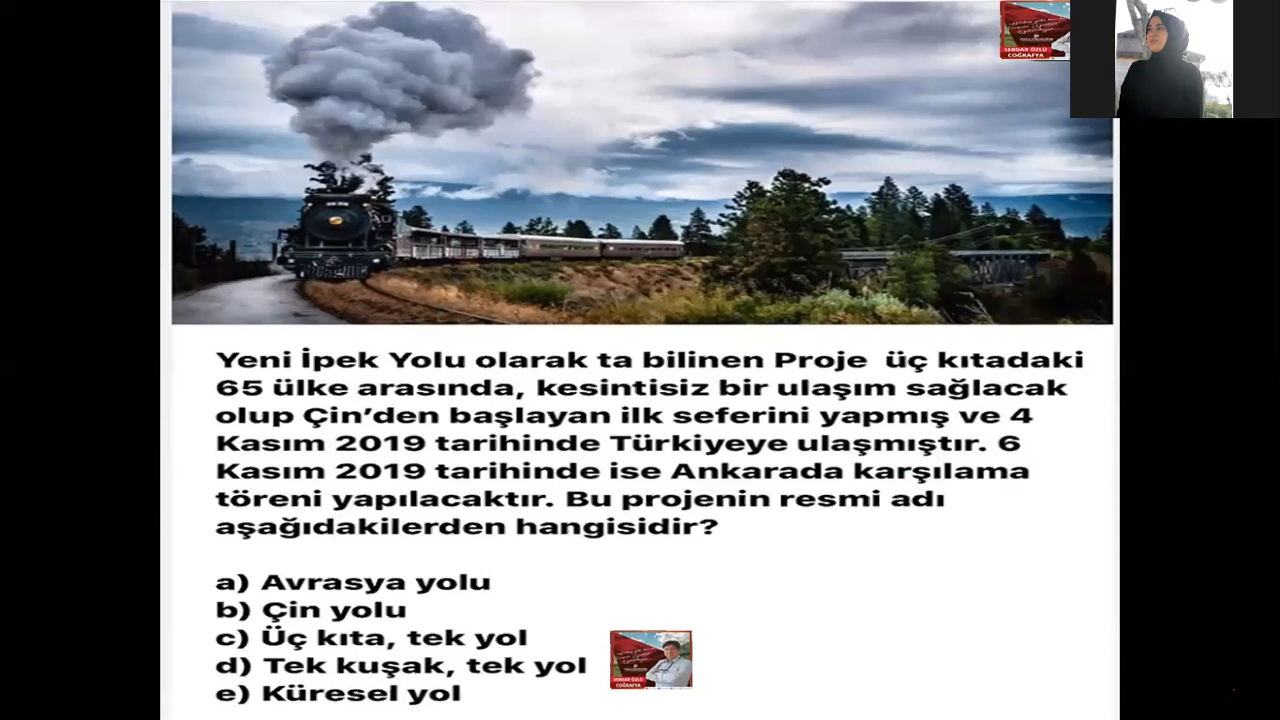 SERDAR ÖZLÜ
COĞRAFYA
Yeni İpek Yolu olarak ta bilinen Proje üç kıtadaki
65 ülke arasında, kesintisiz bir ulaşım sağlacak
olup Çin’den başlayan ilk seferini yapmış ve 4
Kasım 2019 tarihinde Türkiyeye ulaşmıştır. 6
Kasım 2019 tarihinde ise Ankarada karşılama
töreni yapılacaktır. Bu projenin resmi adı
aşağıdakilerden hangisidir?
a) Avrasya yolu
b) Çin yolu
c) Üç kıta, tek yol
d) Tek kuşak, tek yol
e) Küresel yol
SERDAR ÖZLÜ
COĞRAFYA